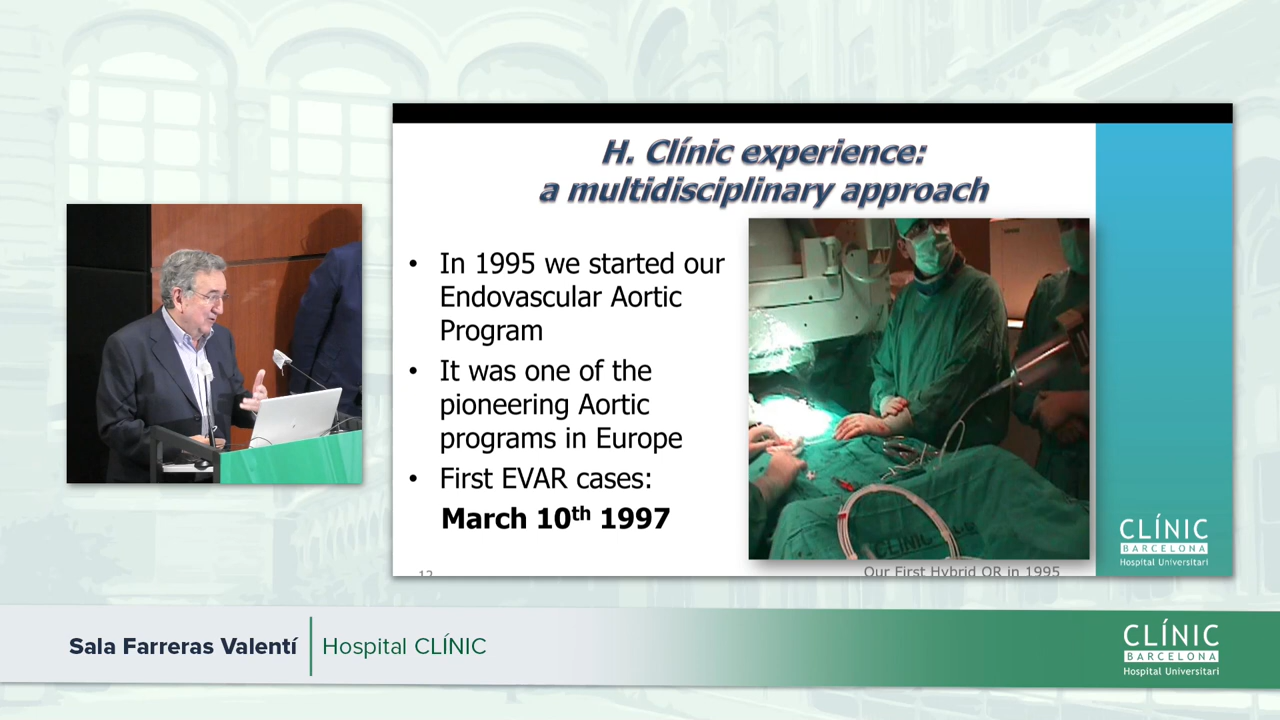 H. Clínic experience:
a multidisciplinary approach
• In 1995 we started our
Endovascular Aortic
Program
• It was one of the
pioneering Aortic
programs in Europe
• First EVAR cases:
March 10th 1997
12
Our First Hybrid OR in 1995
CLÍNIC
CLÍNIC
BARCELONA
Hospital Universitari
Sala Farreras Valentí
Hospital CLÍNIC
CLÍNIC
BARCELONA
Hospital Universitari